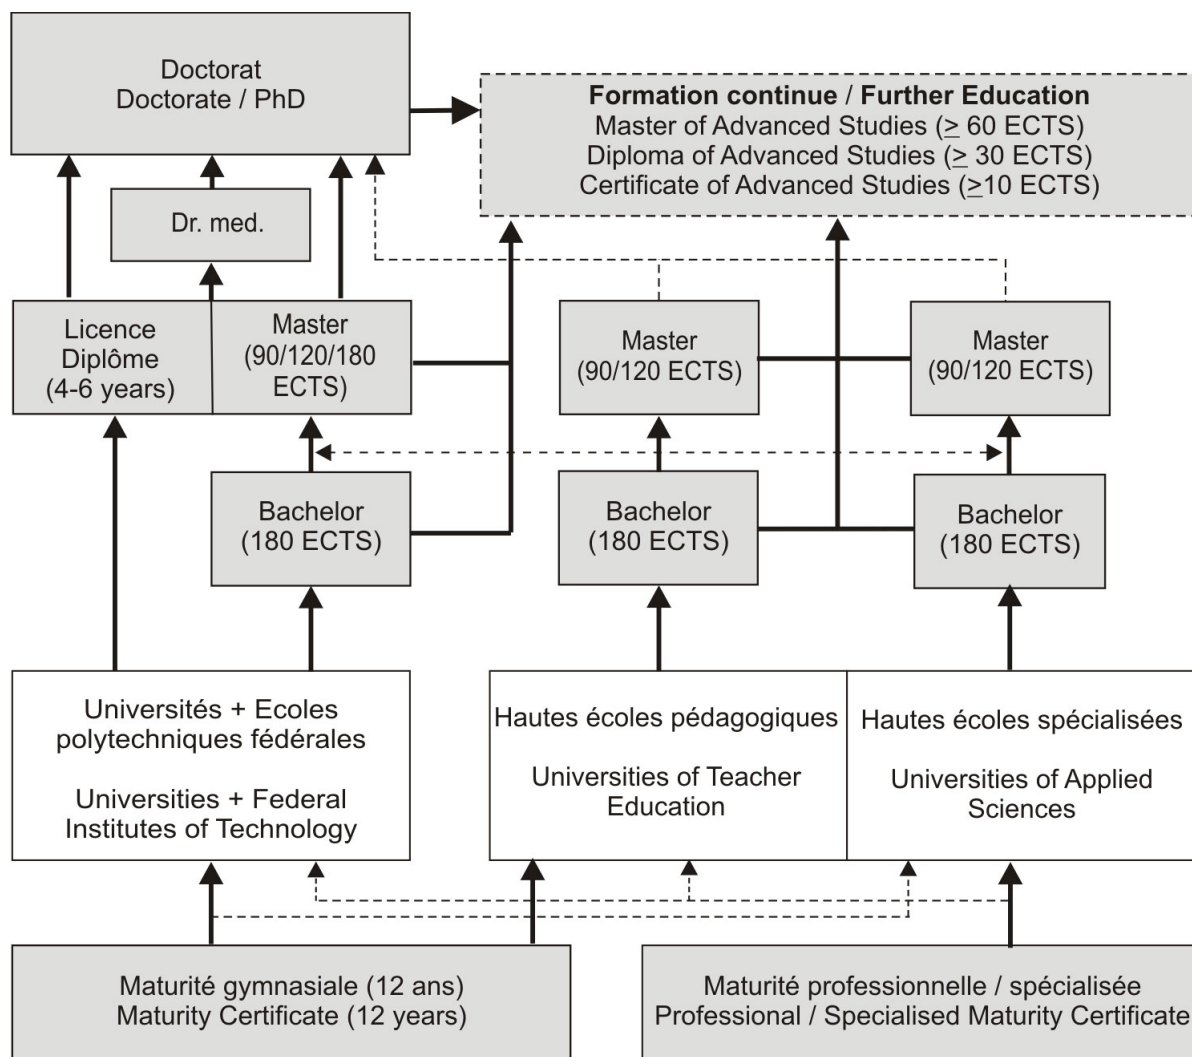 Doctorat
Doctorate / PhD
Formation continue / Further Education
Master of Advanced Studies (≥ 60 ECTS)
Diploma of Advanced Studies (≥ 30 ECTS)
Certificate of Advanced Studies (≥10 ECTS)
Dr. med.
Licence
Diplôme
(4-6 years)
Master
(90/120/180
ECTS)
Master
(90/120 ECTS)
Master
(90/120 ECTS)
Bachelor
(180 ECTS)
Bachelor
(180 ECTS)
Bachelor
(180 ECTS)
Universités + Ecoles
polytechniques fédérales
Universities + Federal
Institutes of Technology
Hautes écoles pédagogiques
Universities of Teacher
Education
Hautes écoles spécialisées
Universities of Applied
Sciences
Maturité gymnasiale (12 ans)
Maturity Certificate (12 years)
Maturité professionnelle / spécialisée
Professional / Specialised Maturity Certificate